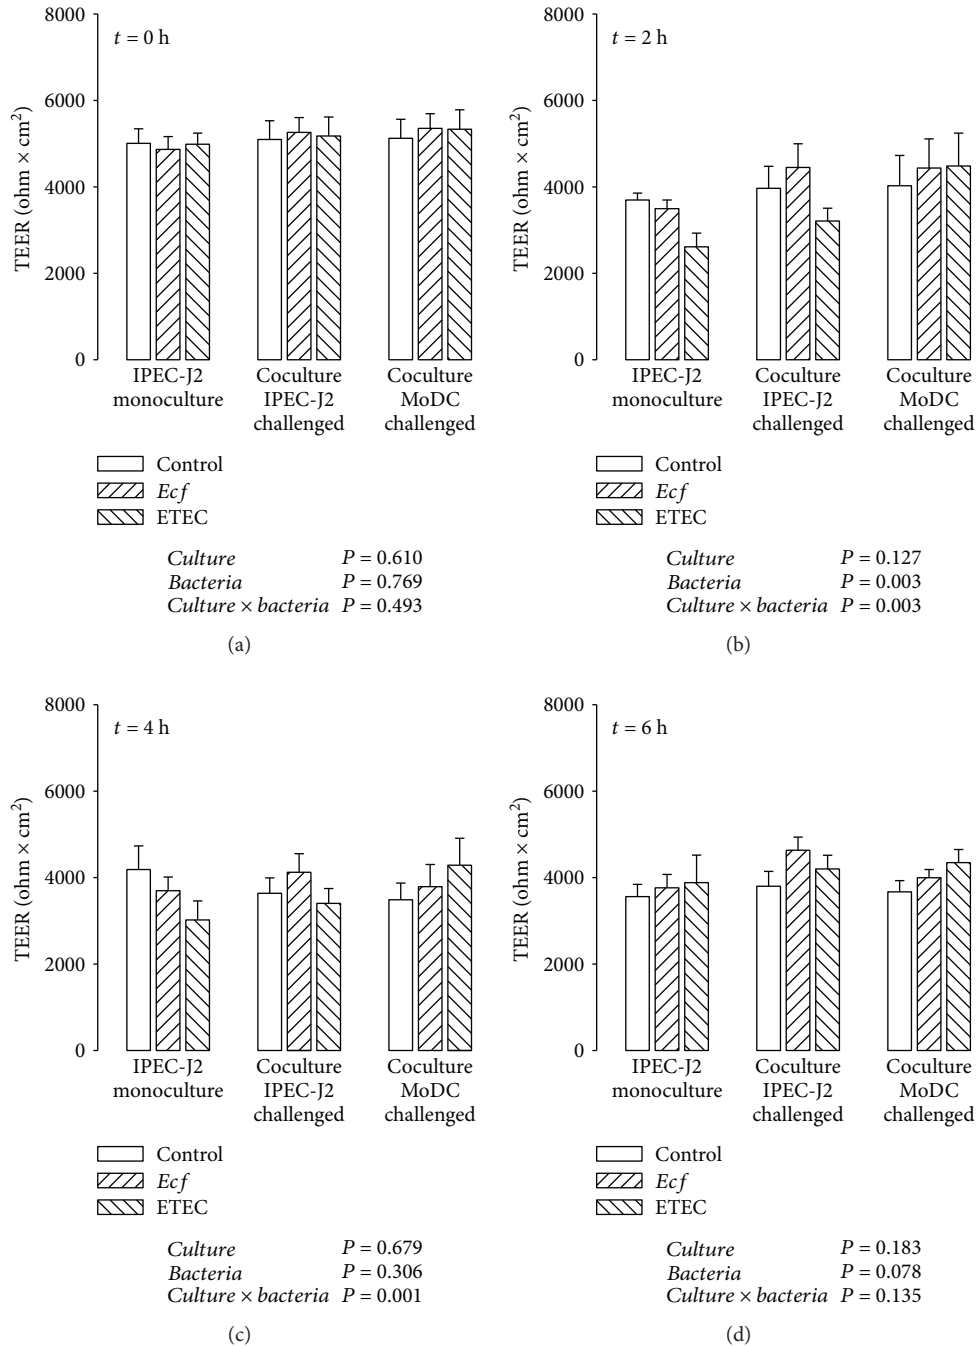 8000
t = 0 h
6000
4000
2000
0
TEER (ohm × cm²)
IPEC-J2 monoculture
Coculture IPEC-J2 challenged
Coculture MoDC challenged
Control
Ecf
ETEC
Culture P = 0.610
Bacteria P = 0.769
Culture × bacteria P = 0.493
(a)
8000
t = 2 h
6000
4000
2000
0
TEER (ohm × cm²)
IPEC-J2 monoculture
Coculture IPEC-J2 challenged
Coculture MoDC challenged
Control
Ecf
ETEC
Culture P = 0.127
Bacteria P = 0.003
Culture × bacteria P = 0.003
(b)
8000
t = 4 h
6000
4000
2000
0
TEER (ohm × cm²)
IPEC-J2 monoculture
Coculture IPEC-J2 challenged
Coculture MoDC challenged
Control
Ecf
ETEC
Culture P = 0.679
Bacteria P = 0.306
Culture × bacteria P = 0.001
(c)
8000
t = 6 h
6000
4000
2000
0
TEER (ohm × cm²)
IPEC-J2 monoculture
Coculture IPEC-J2 challenged
Coculture MoDC challenged
Control
Ecf
ETEC
Culture P = 0.183
Bacteria P = 0.078
Culture × bacteria P = 0.135
(d)